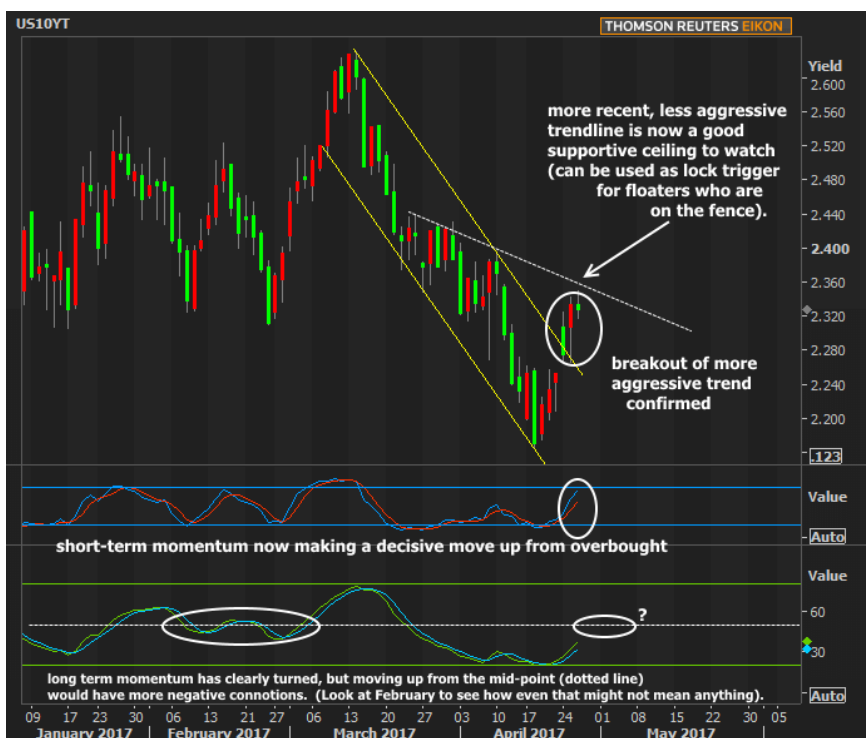 US10YT
THOMSON REUTERS EIKON
Yield
2.600
2.560
2.520
2.480
2.440
2.400
2.360
2.320
2.280
2.240
2.200
.123
more recent, less aggressive
trendline is now a good
supportive ceiling to watch
(can be used as lock trigger
for floaters who are
on the fence).
breakout of more
aggressive trend
confirmed
Value
Auto
short-term momentum now making a decisive move up from overbought
Value
60
?
30
long term momentum has clearly turned, but moving up from the mid-point (dotted line)
would have more negative connotions. (Look at February to see how even that might not mean anything).
Auto
09 17 23 30 06 13 21 27 06 13 20 27 03 10 17 24 01 08 15 22 30 05
January 2017 February 2017 March 2017 April 2017 May 2017